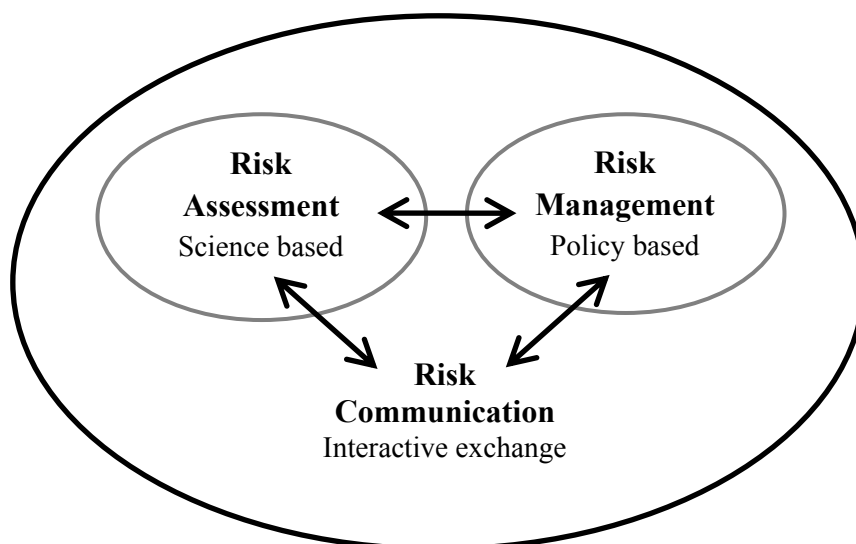 Risk
Assessment
Science based
Risk
Management
Policy based
Risk
Communication
Interactive exchange